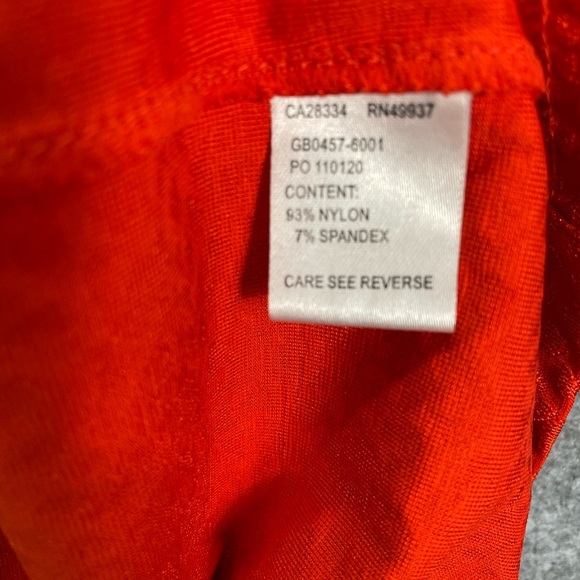 CA28334 RN49937
GB0457-6001
PO 110120
CONTENT:
93% NYLON
7% SPANDEX
CARE SEE REVERSE